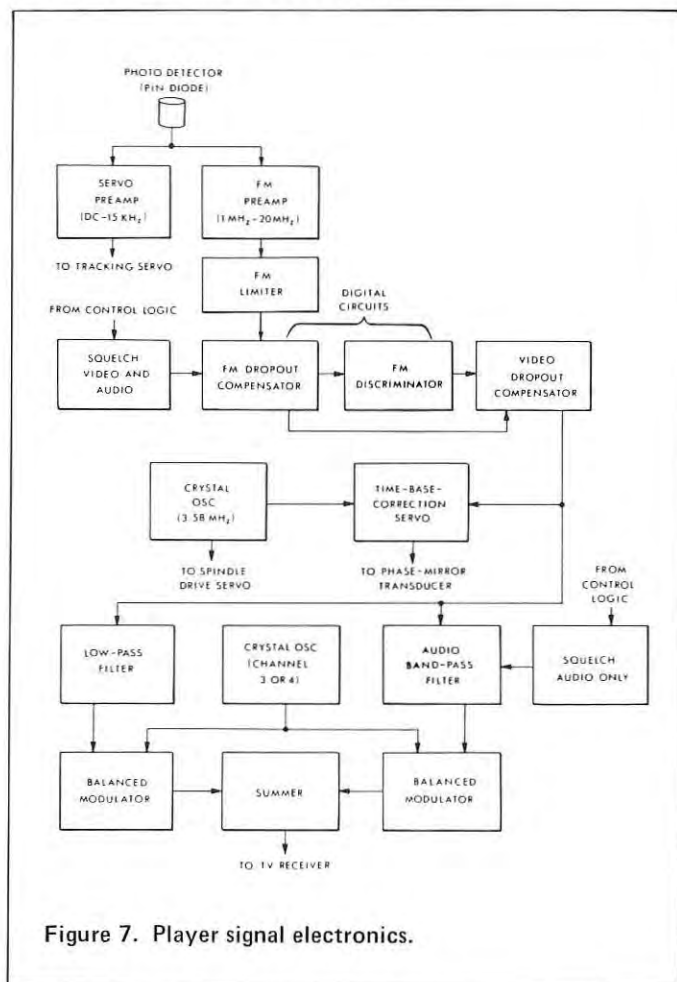 PHOTO DETECTOR
(PIN DIODE)
SERVO
PREAMP
(DC-15 KHz)
FM
PREAMP
(1 MHz-20 MHz)
TO TRACKING SERVO
FM
LIMITER
DIGITAL
CIRCUITS
FROM CONTROL LOGIC
SQUELCH
VIDEO AND
AUDIO
FM DROPOUT
COMPENSATOR
FM
DISCRIMINATOR
VIDEO
DROPOUT
COMPENSATOR
CRYSTAL
OSC
(3.58 MHz)
TIME-BASE-
CORRECTION
SERVO
TO SPINDLE
DRIVE SERVO
TO PHASE-MIRROR
TRANSDUCER
FROM
CONTROL
LOGIC
LOW-PASS
FILTER
CRYSTAL OSC
(CHANNEL
3 OR 4)
AUDIO
BAND-PASS
FILTER
SQUELCH
AUDIO ONLY
BALANCED
MODULATOR
SUMMER
BALANCED
MODULATOR
TO TV RECEIVER
Figure 7. Player signal electronics.